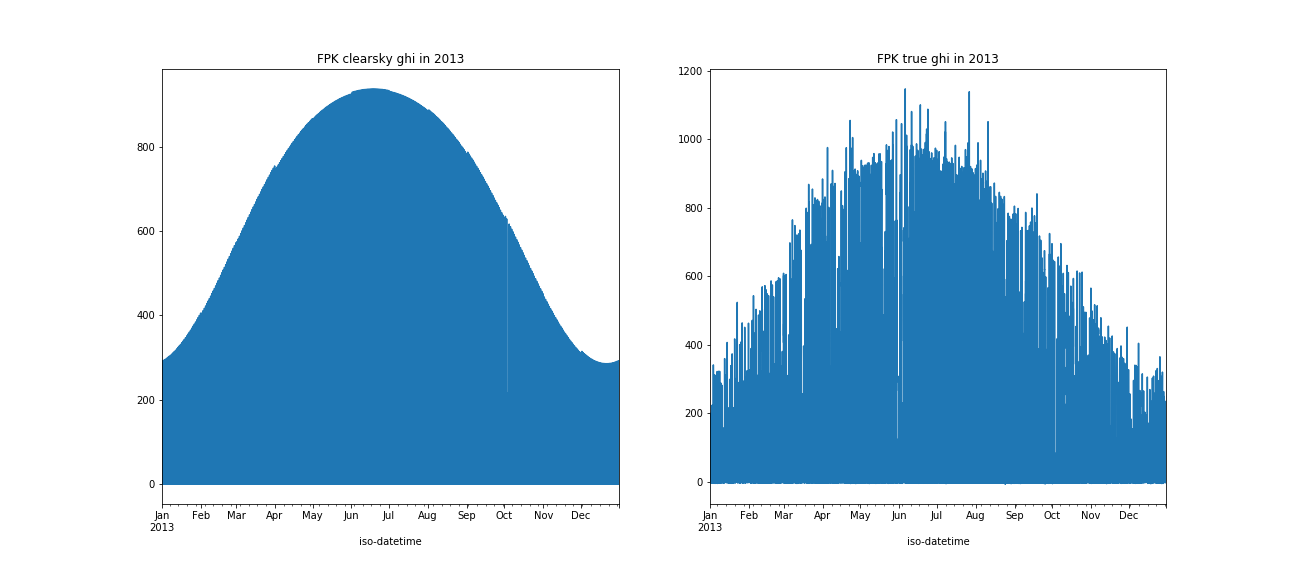 FPK clearsky ghi in 2013
800
600
400
200
0
Jan Feb Mar Apr May Jun Jul Aug Sep Oct Nov Dec
2013
iso-datetime
FPK true ghi in 2013
1200
1000
800
600
400
200
0
Jan Feb Mar Apr May Jun Jul Aug Sep Oct Nov Dec
2013
iso-datetime